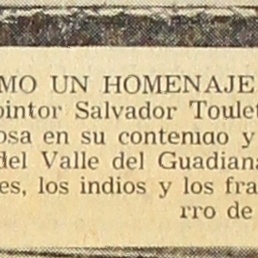 MO UN HOMENAJE
pintor Salvador Toulet
osa en su contenido y
del Valle del Guadiana
es, los indios y los fra
rro de